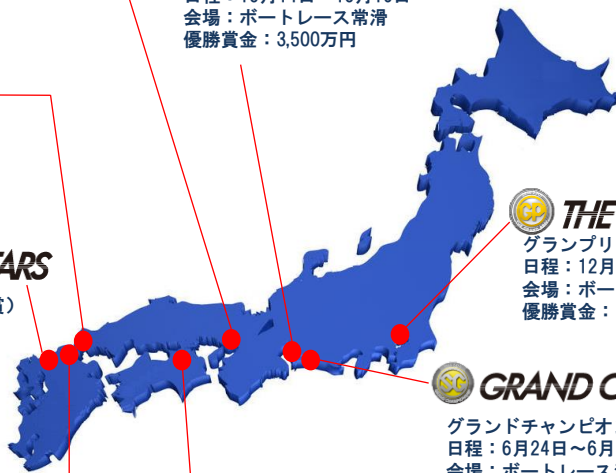 会場：ボートレース常滑
優勝賞金：3,500万円
GP THE
グランプリ
日程：12月
会場：ボー
優勝賞金：
ARS
SG GRAND C
グランドチャンピオ
日程：6月24日～6月